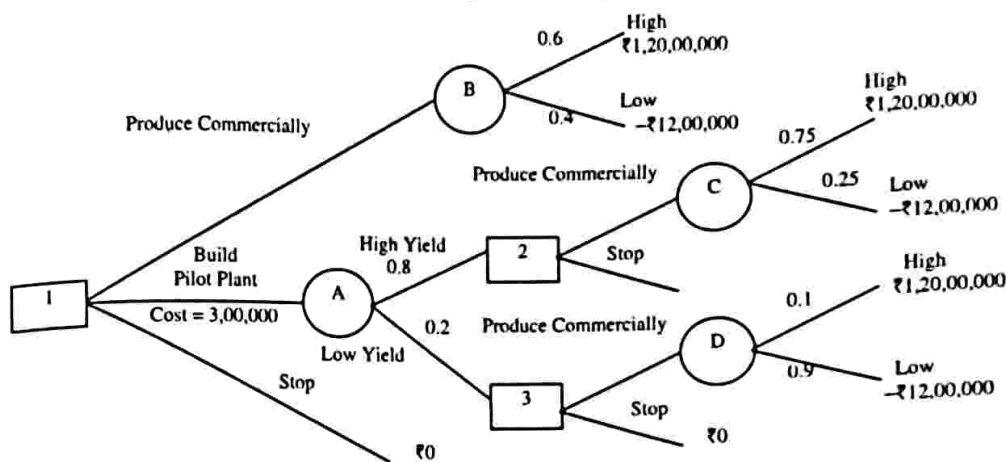 High
0.6
₹1,20,00,000
B
Low
0.4
−₹12,00,000
Produce Commercially
High
₹1,20,00,000
0.75
Produce Commercially
C
0.25
Low
−₹12,00,000
High Yield
2
0.8
Stop
Build
Pilot Plant
1
A
Cost = 3,00,000
High
₹1,20,00,000
0.2
Produce Commercially
0.1
D
Low Yield
Low
0.9
−₹12,00,000
3
Stop
₹0
Stop
₹0